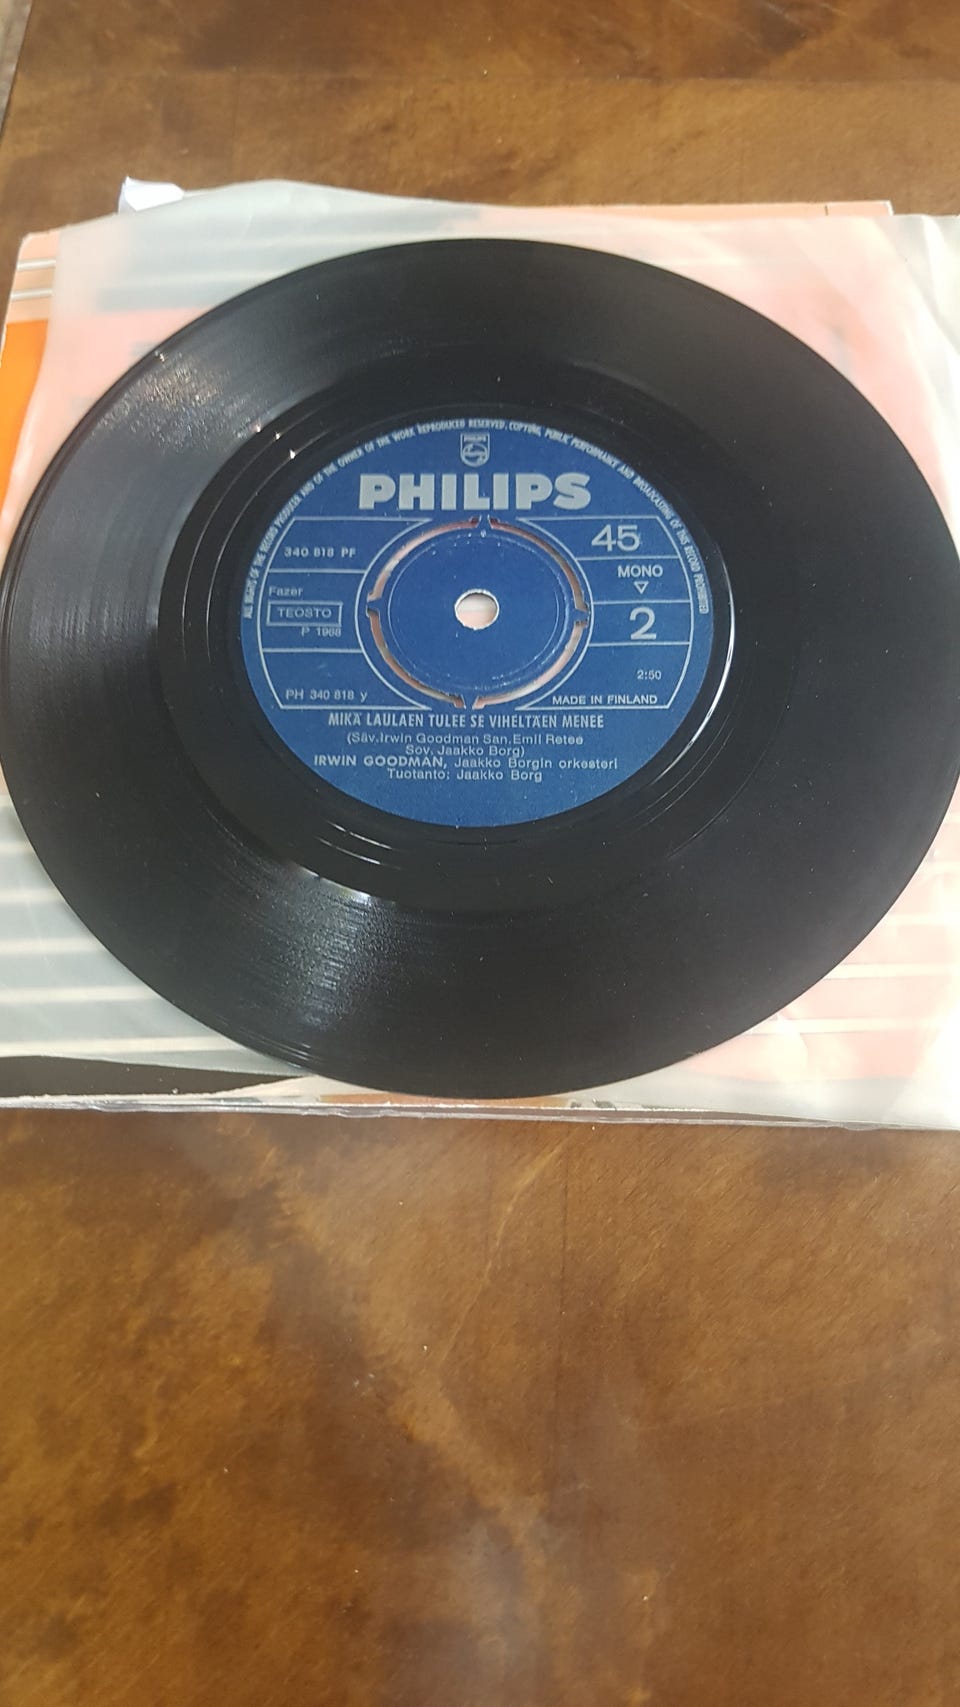 ALL RIGHTS OF THE RECORD PRODUCER AND OF THE OWNER OF THE WORK REPRODUCED RESERVED. COPYING, PUBLIC PERFORMANCE AND BROADCASTING OF THIS RECORD PROHIBITED
PHILIPS
PHILIPS
340 818 PF
45
Fazer
MONO
TEOSTO
P 1968
2
2:50
PH 340 818 y
MADE IN FINLAND
MIKÄ LAULAEN TULEE SE VIHELTÄEN MENEE
(Säv.Irwin Goodman San.Emil Retee
Sov. Jaakko Borg)
IRWIN GOODMAN, Jaakko Borgin orkesteri
Tuotanto: Jaakko Borg